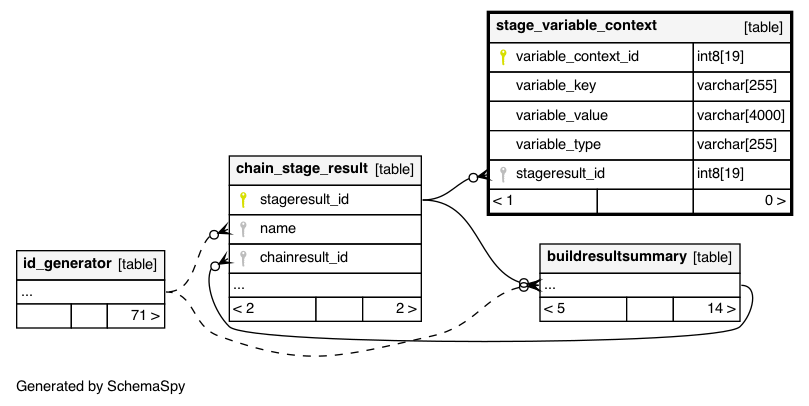 stage_variable_context [table]
variable_context_id int8[19]
variable_key varchar[255]
variable_value varchar[4000]
variable_type varchar[255]
stageresult_id int8[19]
< 1 0 >
chain_stage_result [table]
stageresult_id
name
chainresult_id
...
< 2 2 >
id_generator [table]
...
71 >
buildresultsummary [table]
...
< 5 14 >
Generated by SchemaSpy